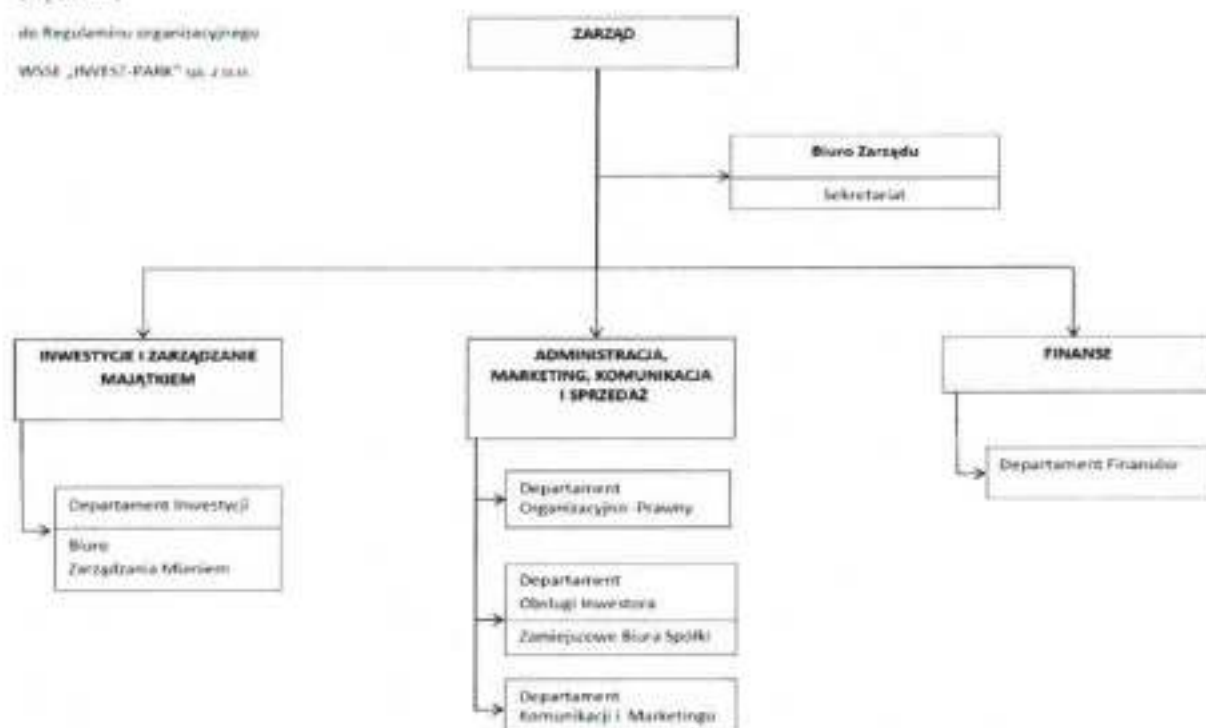 do Regulaminu organizacyjnego
WSSE „INVEST-PARK" sp. z o.o.
ZARZĄD
Biuro Zarządu
Sekretariat
INWESTYCJE I ZARZĄDZANIE
MAJĄTKIEM
Departament Inwestycji
Biuro
Zarządzania Mieniem
ADMINISTRACJA,
MARKETING, KOMUNIKACJA
I SPRZEDAŻ
Departament
Organizacyjno -Prawny
Departament
Obsługi Inwestora
Zamiejscowe Biura Spółki
Departament
Komunikacji i Marketingu
FINANSE
Departament Finansów